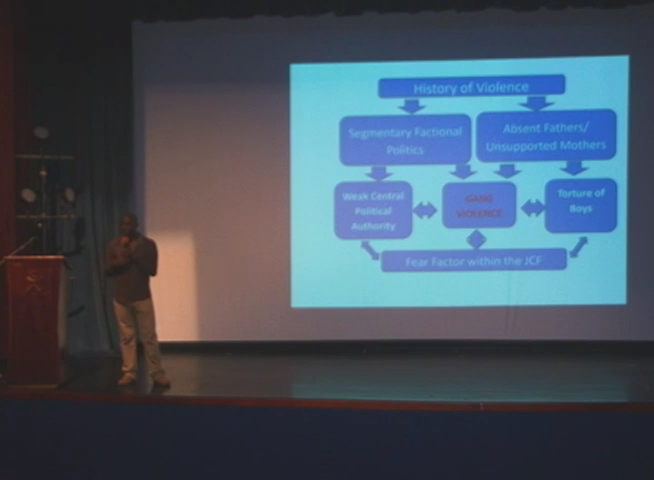 History of Violence
Segmentary Factional
Politics
Absent Fathers/
Unsupported Mothers
Weak Central
Political
Authority
GANG
VIOLENCE
Torture of
Boys
Fear Factor within the JCF